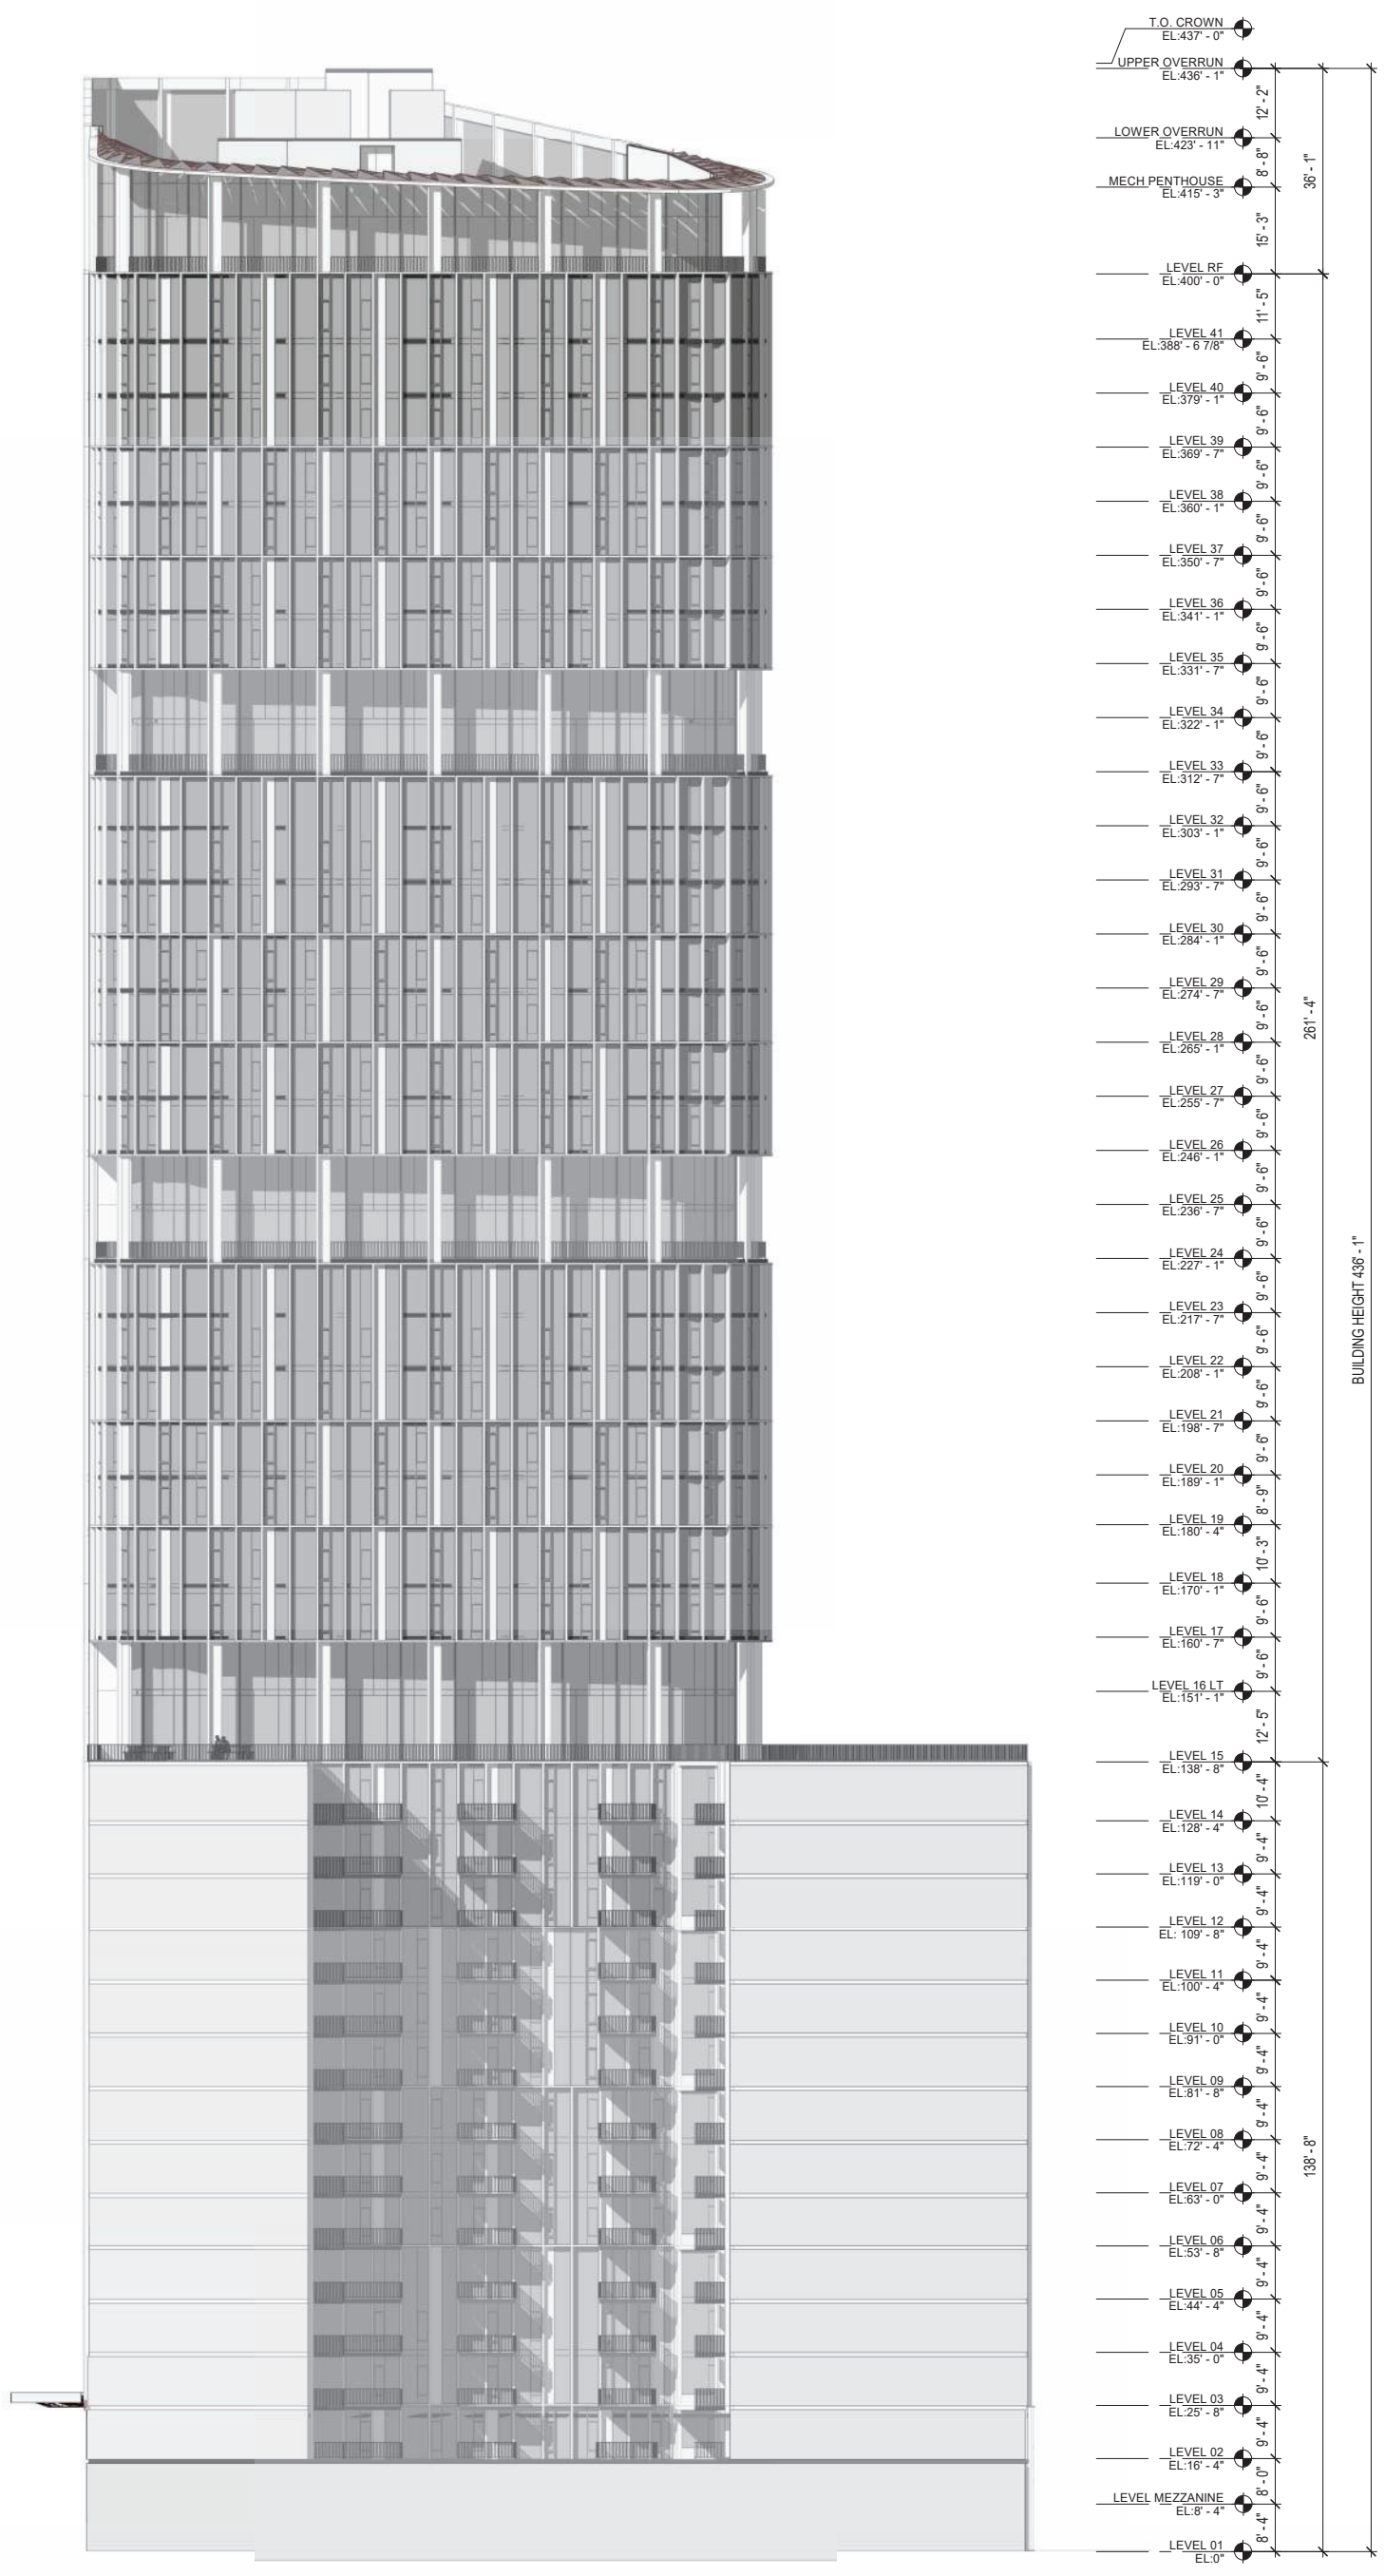 T.O. CROWN
EL:437' - 0"
UPPER OVERRUN
EL:436' - 1"
12' - 2"
LOWER OVERRUN
EL:423' - 11"
8' - 8"
36' - 1"
MECH PENTHOUSE
EL:415' - 3"
15' - 3"
LEVEL RF
EL:400' - 0"
11' - 5"
LEVEL 41
EL:388' - 6 7/8"
9' - 6"
LEVEL 40
EL:379' - 1"
9' - 6"
LEVEL 39
EL:369' - 7"
9' - 6"
LEVEL 38
EL:360' - 1"
9' - 6"
LEVEL 37
EL:350' - 7"
9' - 6"
LEVEL 36
EL:341' - 1"
9' - 6"
LEVEL 35
EL:331' - 7"
9' - 6"
LEVEL 34
EL:322' - 1"
9' - 6"
LEVEL 33
EL:312' - 7"
9' - 6"
LEVEL 32
EL:303' - 1"
9' - 6"
LEVEL 31
EL:293' - 7"
9' - 6"
LEVEL 30
EL:284' - 1"
9' - 6"
LEVEL 29
EL:274' - 7"
9' - 6"
261' - 4"
LEVEL 28
EL:265' - 1"
9' - 6"
LEVEL 27
EL:255' - 7"
9' - 6"
LEVEL 26
EL:246' - 1"
9' - 6"
LEVEL 25
EL:236' - 7"
9' - 6"
LEVEL 24
EL:227' - 1"
9' - 6"
BUILDING HEIGHT 436' - 1"
LEVEL 23
EL:217' - 7"
9' - 6"
LEVEL 22
EL:208' - 1"
9' - 6"
LEVEL 21
EL:198' - 7"
9' - 6"
LEVEL 20
EL:189' - 1"
8' - 9"
LEVEL 19
EL:180' - 4"
10' - 3"
LEVEL 18
EL:170' - 1"
9' - 6"
LEVEL 17
EL:160' - 7"
9' - 6"
LEVEL 16 LT
EL:151' - 1"
12' - 5"
LEVEL 15
EL:138' - 8"
10' - 4"
LEVEL 14
EL:128' - 4"
9' - 4"
LEVEL 13
EL:119' - 0"
9' - 4"
LEVEL 12
EL: 109' - 8"
9' - 4"
LEVEL 11
EL:100' - 4"
9' - 4"
LEVEL 10
EL:91' - 0"
9' - 4"
LEVEL 09
EL:81' - 8"
9' - 4"
LEVEL 08
EL:72' - 4"
9' - 4"
138' - 8"
LEVEL 07
EL:63' - 0"
9' - 4"
LEVEL 06
EL:53' - 8"
9' - 4"
LEVEL 05
EL:44' - 4"
9' - 4"
LEVEL 04
EL:35' - 0"
9' - 4"
LEVEL 03
EL:25' - 8"
9' - 4"
LEVEL 02
EL:16' - 4"
8' - 0"
LEVEL MEZZANINE
EL:8' - 4"
8' - 4"
LEVEL 01
EL:0"